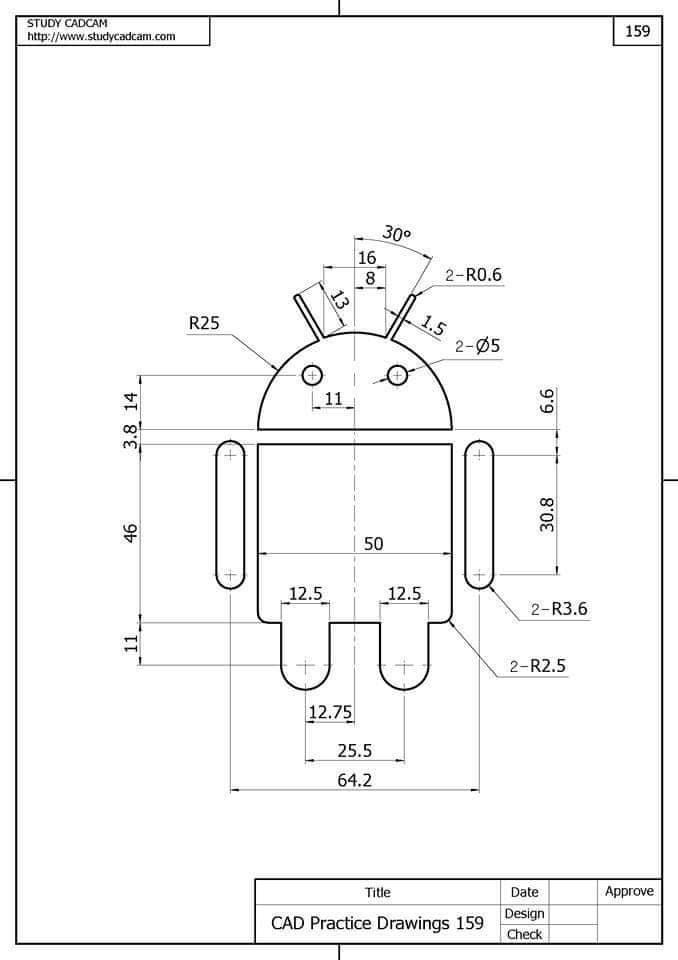 STUDY CADCAM
http://www.studycadcam.com
159
30°
16
8
2-R0.6
13
1.5
R25
2-Ø5
14
11
6.6
3.8
46
30.8
50
12.5
12.5
2-R3.6
11
2-R2.5
12.75
25.5
64.2
Title
Date
Approve
CAD Practice Drawings 159
Design
Check